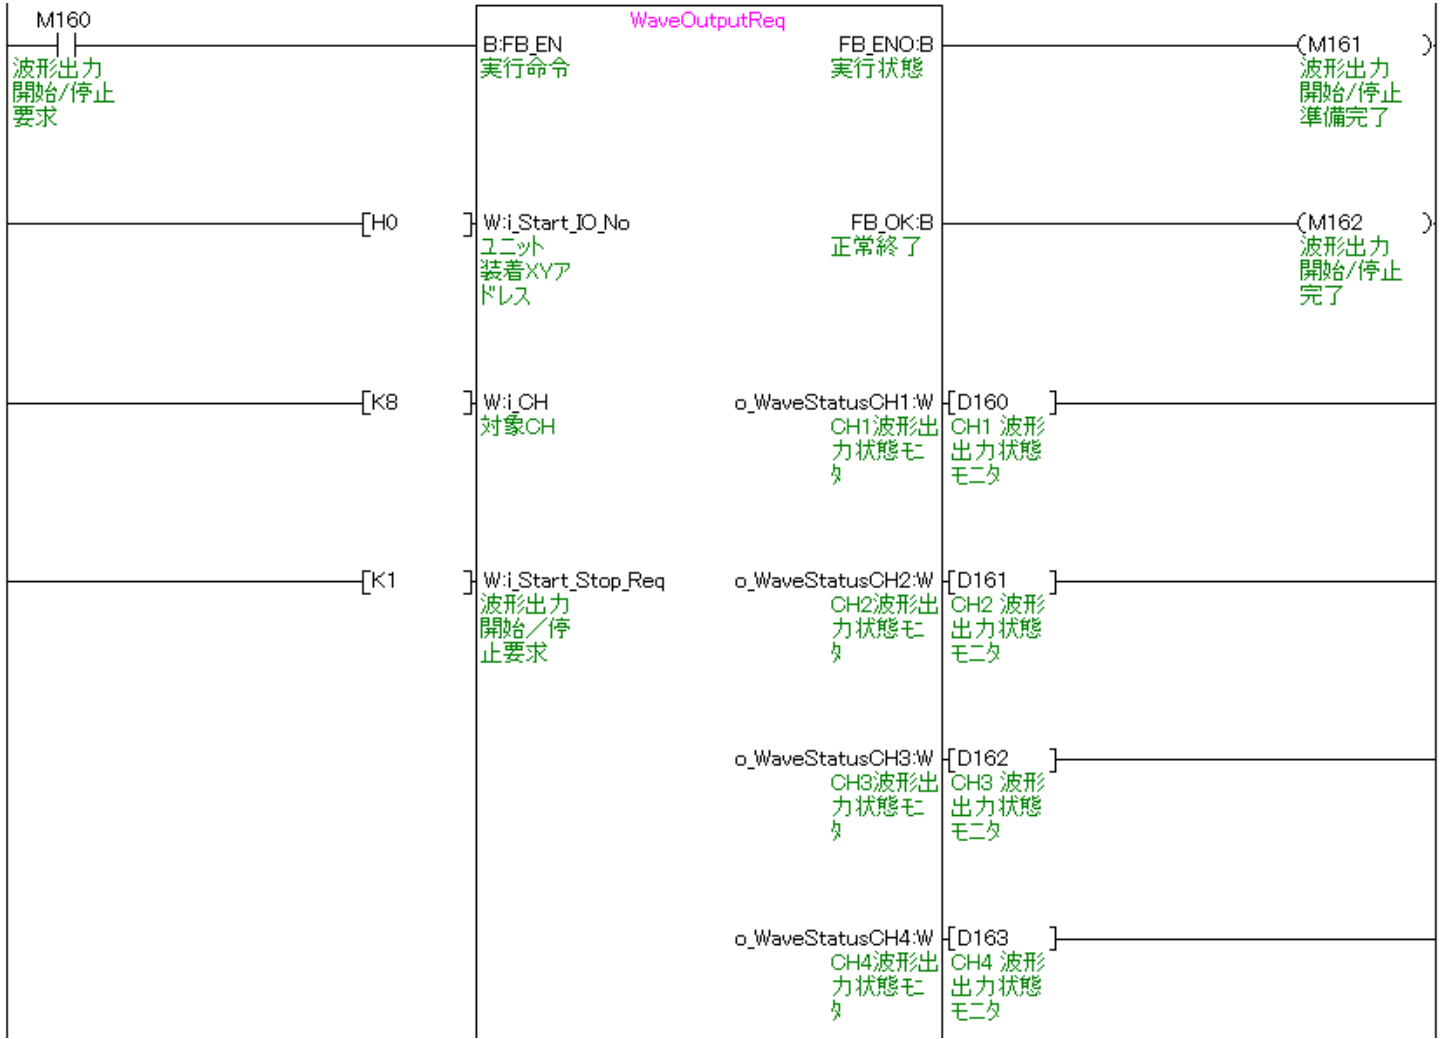 M160
波形出力
開始/停止
要求
WaveOutputReq
B:FB_EN
実行命令
FB_ENO:B
実行状態
(M161 )
波形出力
開始/停止
準備完了
[H0 ]
W:i_Start_IO_No
ユニット
装着XYア
ドレス
FB_OK:B
正常終了
(M162 )
波形出力
開始/停止
完了
[K8 ]
W:i_CH
対象CH
o_WaveStatusCH1:W
CH1波形出
力状態モニ
タ
[D160 ]
CH1 波形
出力状態
モニタ
[K1 ]
W:i_Start_Stop_Req
波形出力
開始／停
止要求
o_WaveStatusCH2:W
CH2波形出
力状態モニ
タ
[D161 ]
CH2 波形
出力状態
モニタ
o_WaveStatusCH3:W
CH3波形出
力状態モニ
タ
[D162 ]
CH3 波形
出力状態
モニタ
o_WaveStatusCH4:W
CH4波形出
力状態モニ
タ
[D163 ]
CH4 波形
出力状態
モニタ